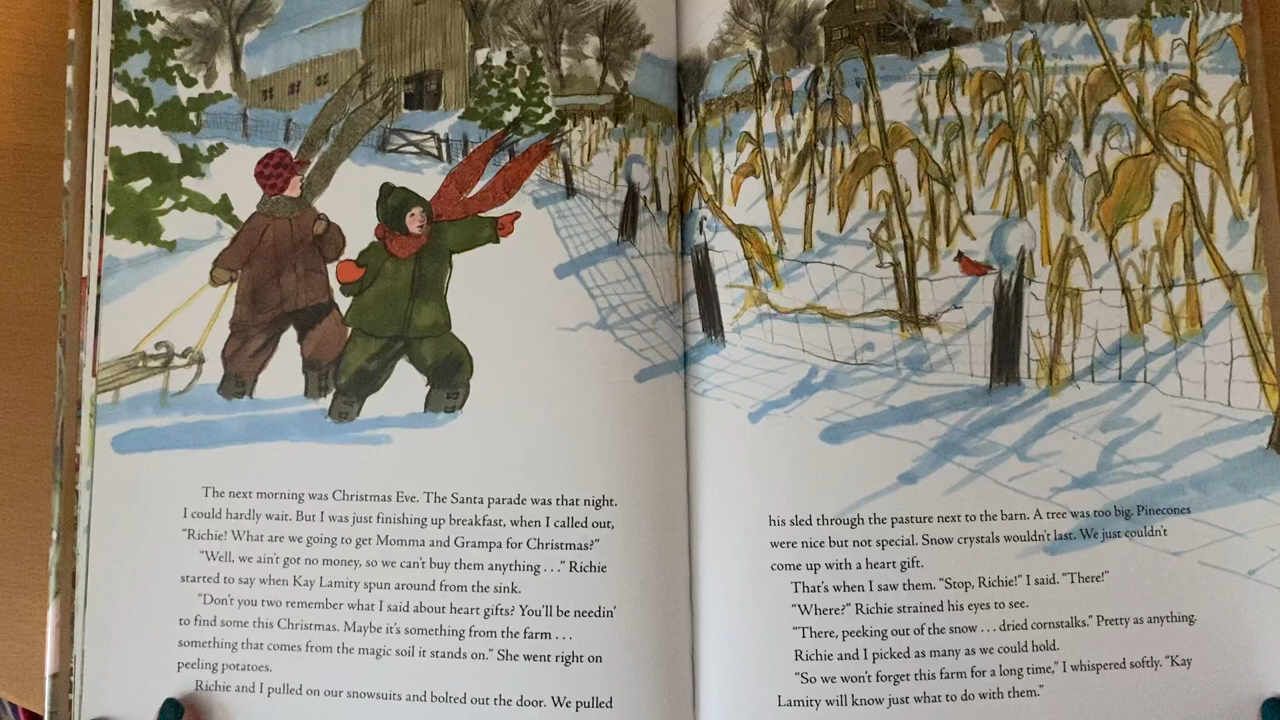 The next morning was Christmas Eve. The Santa parade was that night.
I could hardly wait. But I was just finishing up breakfast, when I called out,
"Richie! What are we going to get Momma and Grampa for Christmas?"
"Well, we ain't got no money, so we can't buy them anything . . ." Richie
started to say when Kay Lamity spun around from the sink.
"Don't you two remember what I said about heart gifts? You'll be needin'
to find some this Christmas. Maybe it's something from the farm . . .
something that comes from the magic soil it stands on." She went right on
peeling potatoes.
Richie and I pulled on our snowsuits and bolted out the door. We pulled
his sled through the pasture next to the barn. A tree was too big. Pinecones
were nice but not special. Snow crystals wouldn't last. We just couldn't
come up with a heart gift.
That's when I saw them. "Stop, Richie!" I said. "There!"
"Where?" Richie strained his eyes to see.
"There, peeking out of the snow . . . dried cornstalks." Pretty as anything.
Richie and I picked as many as we could hold.
"So we won't forget this farm for a long time," I whispered softly. "Kay
Lamity will know just what to do with them."